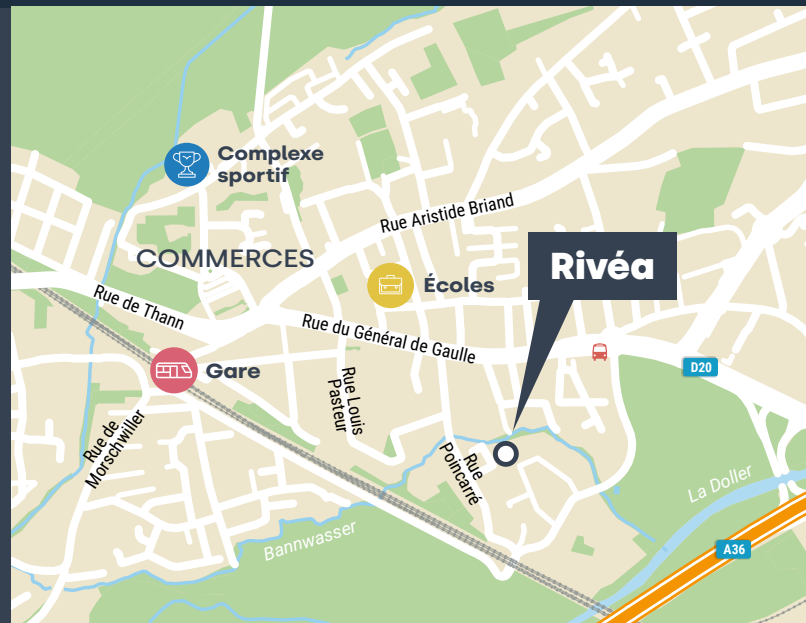 Complexe
sportif
Rue Aristide Briand
COMMERCES
Rivéa
Écoles
Rue de Thann
Rue du Général de Gaulle
Gare
D20
Rue Louis
Pasteur
Rue de
Morschwiller
Rue
Poincarré
La Doller
Bannwasser
A36